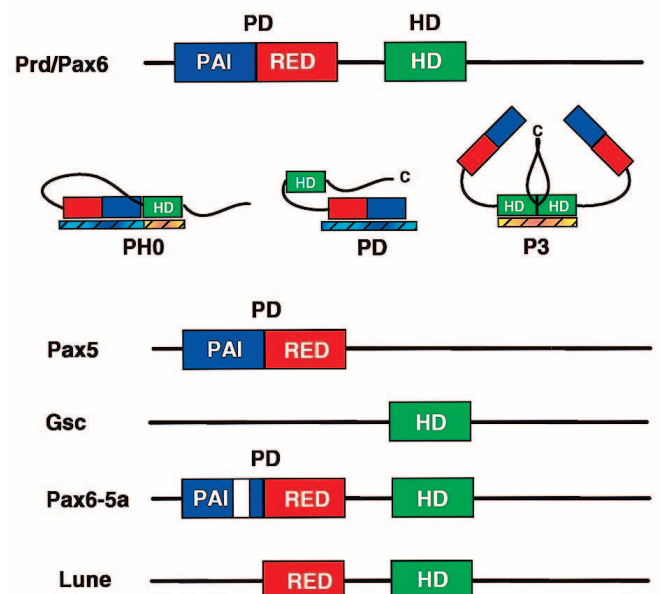 PD HD
Prd/Pax6 PAI RED HD
C
HD C
HD HD HD
PH0 PD P3
PD
Pax5 PAI RED
Gsc HD
PD
Pax6-5a PAI RED HD
Lune RED HD